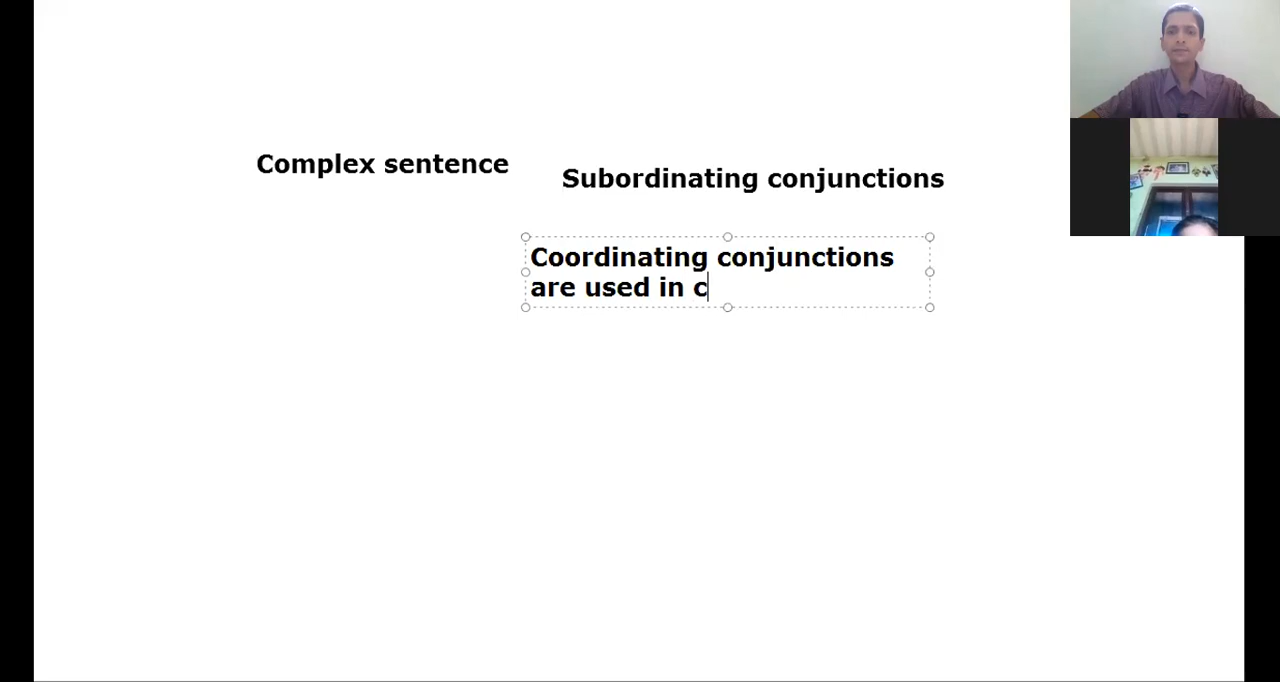 Complex sentence
Subordinating conjunctions
Coordinating conjunctions
are used in c